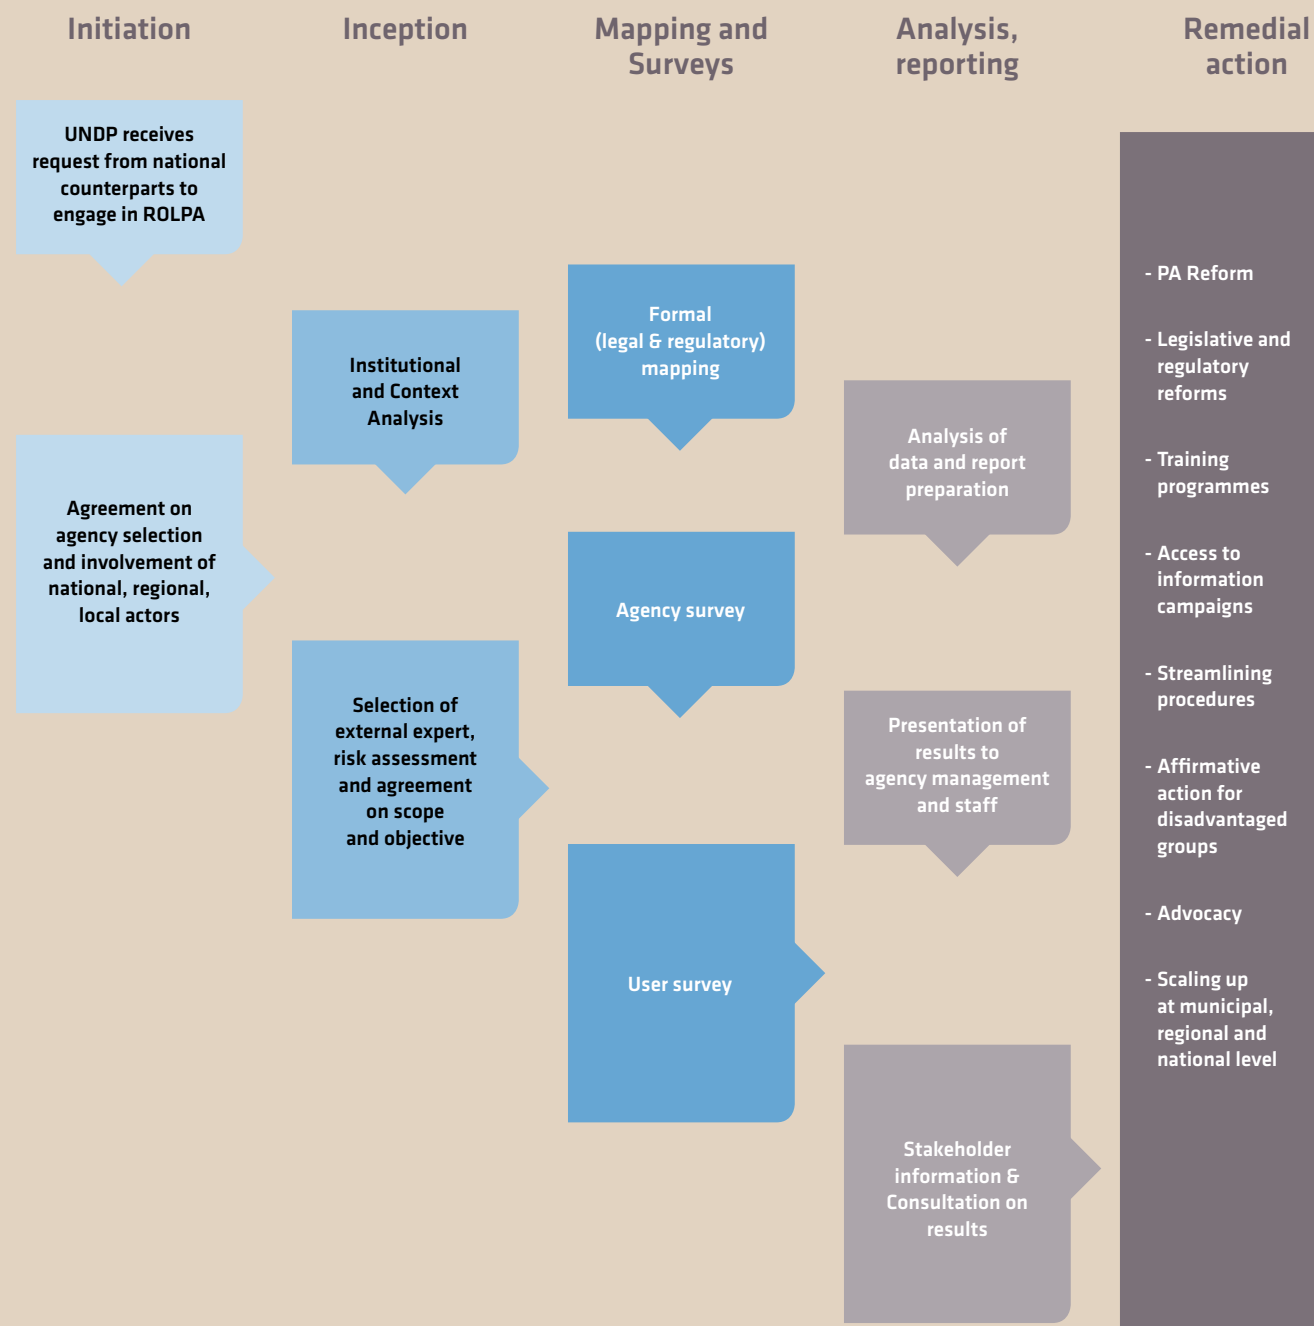 Initiation
Inception
Mapping and
Surveys
Analysis,
reporting
Remedial
action
UNDP receives
request from national
counterparts to
engage in ROLPA
Agreement on
agency selection
and involvement of
national, regional,
local actors
Institutional
and Context
Analysis
Selection of
external expert,
risk assessment
and agreement
on scope
and objective
Formal
(legal & regulatory)
mapping
Agency survey
User survey
Analysis of
data and report
preparation
Presentation of
results to
agency management
and staff
Stakeholder
information &
Consultation on
results
- PA Reform
- Legislative and
regulatory
reforms
- Training
programmes
- Access to
information
campaigns
- Streamlining
procedures
- Affirmative
action for
disadvantaged
groups
- Advocacy
- Scaling up
at municipal,
regional and
national level